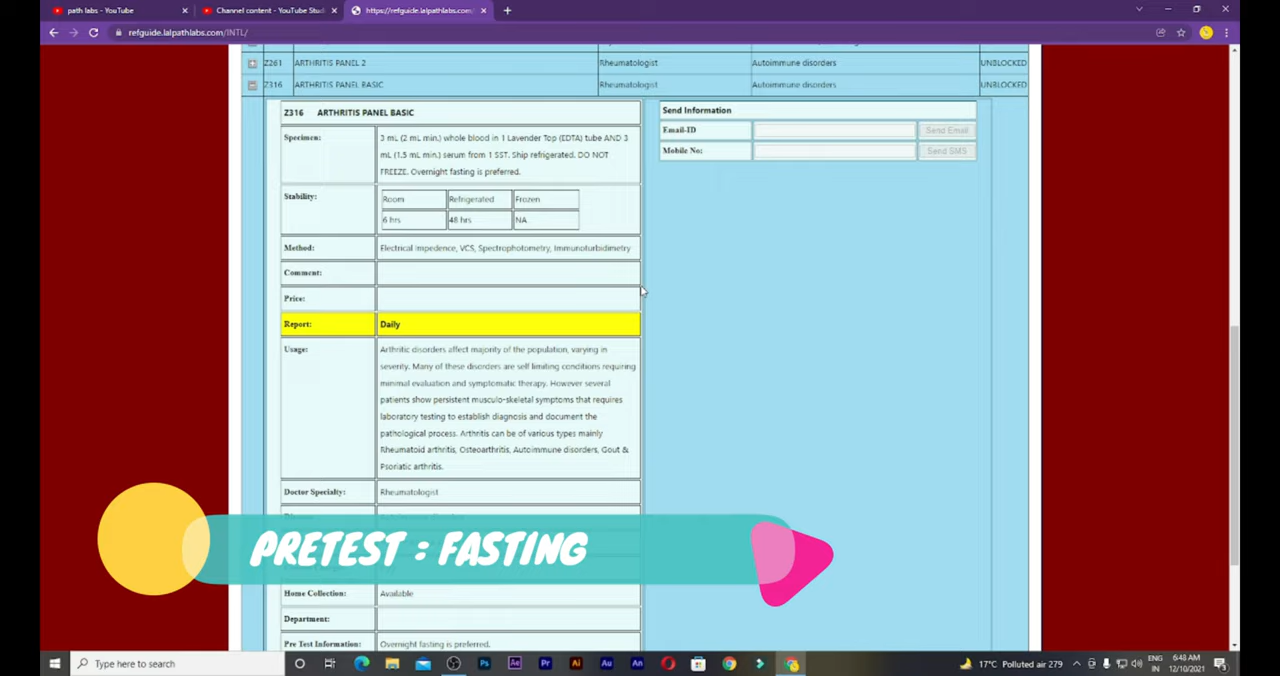 path labs - YouTube
Channel content - YouTube Stud
https://refguide.lalpathlabs.com/
refguide.lalpathlabs.com/INTL/
Z261 ARTHRITIS PANEL 2 Rheumatologist Autoimmune disorders UNBLOCKED
Z316 ARTHRITIS PANEL BASIC Rheumatologist Autoimmune disorders UNBLOCKED
Z316 ARTHRITIS PANEL BASIC
Specimen: 3 mL (2 mL min.) whole blood in 1 Lavender Top (EDTA) tube AND 3
mL (1.5 mL min.) serum from 1 SST. Ship refrigerated. DO NOT
FREEZE. Overnight fasting is preferred.
Stability:
Room Refrigerated Frozen
6 hrs 48 hrs NA
Method: Electrical Impedence, VCS, Spectrophotometry, Immunoturbidimetry
Comment:
Price:
Report: Daily
Usage: Arthritic disorders affect majority of the population, varying in
severity. Many of these disorders are self limiting conditions requiring
minimal evaluation and symptomatic therapy. However several
patients show persistent musculo-skeletal symptoms that requires
laboratory testing to establish diagnosis and document the
pathological process. Arthritis can be of various types mainly
Rheumatoid arthritis, Osteoarthritis, Autoimmune disorders, Gout &
Psoriatic arthritis.
Doctor Specialty: Rheumatologist
Home Collection: Available
Department:
Pre Test Information: Overnight fasting is preferred.
Send Information
Email-ID Send Email
Mobile No: Send SMS
PRETEST : FASTING
Type here to search
17°C Polluted air 279
ENG
IN
6:48 AM
12/10/2021